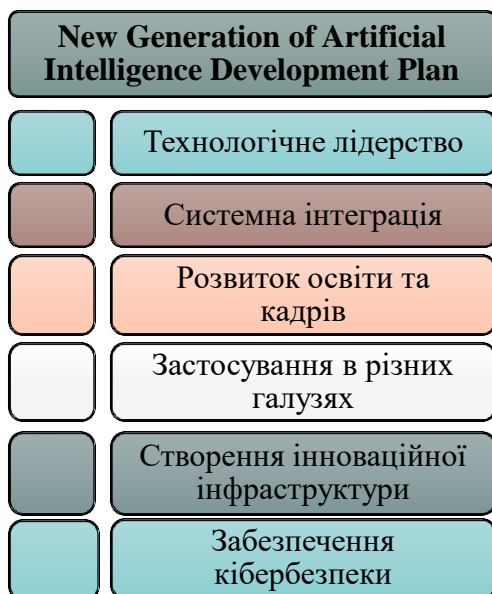 New Generation of Artificial
Intelligence Development Plan
Технологічне лідерство
Системна інтеграція
Розвиток освіти та
кадрів
Застосування в різних
галузях
Створення інноваційної
інфраструктури
Забезпечення
кібербезпеки